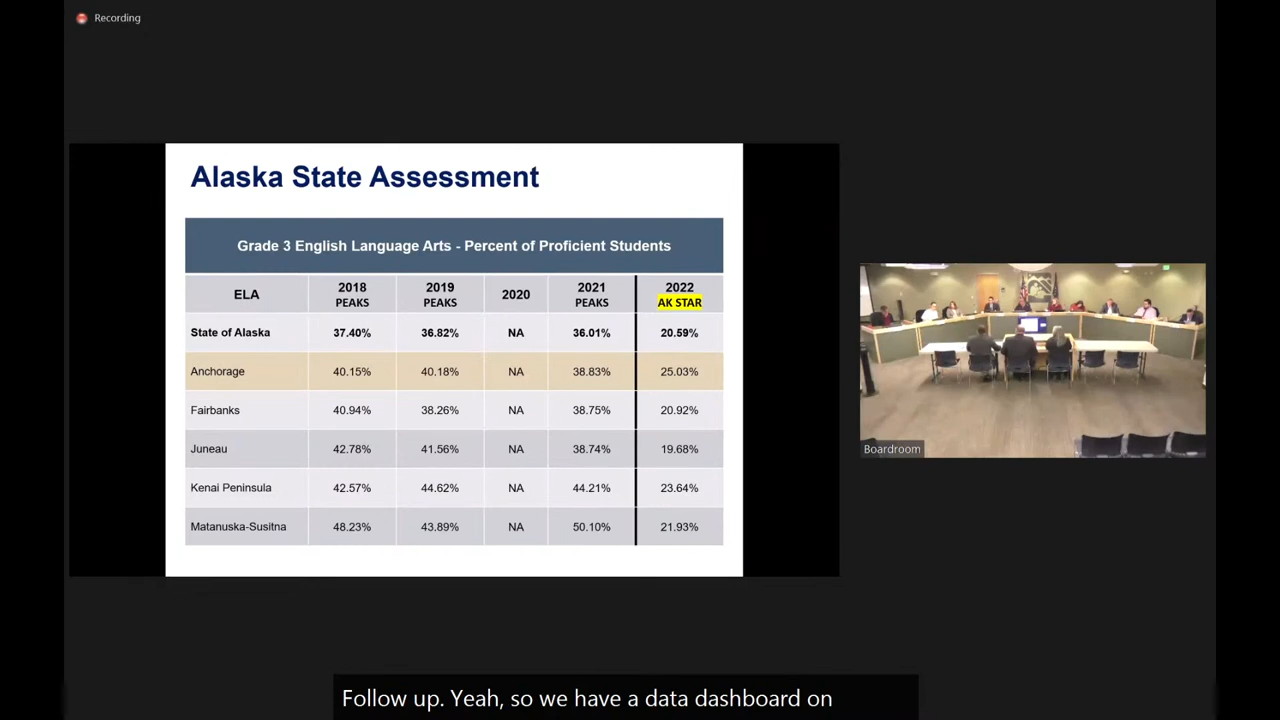 Recording
Alaska State Assessment
Grade 3 English Language Arts - Percent of Proficient Students
ELA 2018 PEAKS 2019 PEAKS 2020 2021 PEAKS 2022 AK STAR
State of Alaska 37.40% 36.82% NA 36.01% 20.59%
Anchorage 40.15% 40.18% NA 38.83% 25.03%
Fairbanks 40.94% 38.26% NA 38.75% 20.92%
Juneau 42.78% 41.56% NA 38.74% 19.68%
Kenai Peninsula 42.57% 44.62% NA 44.21% 23.64%
Matanuska-Susitna 48.23% 43.89% NA 50.10% 21.93%
Boardroom
Follow up. Yeah, so we have a data dashboard on